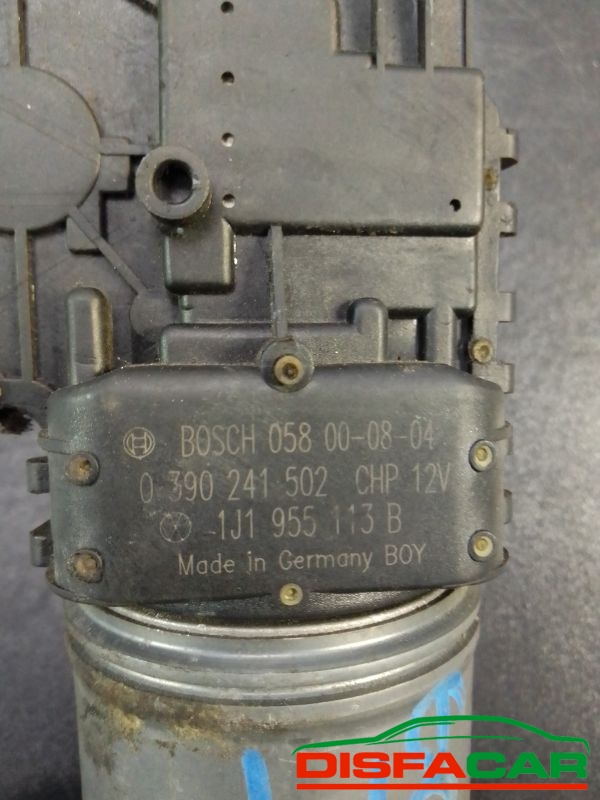 BOSCH 058 00-08-04
0 390 241 502 CHP 12V
1J1 955 113 B
Made in Germany BOY
DISFACAR